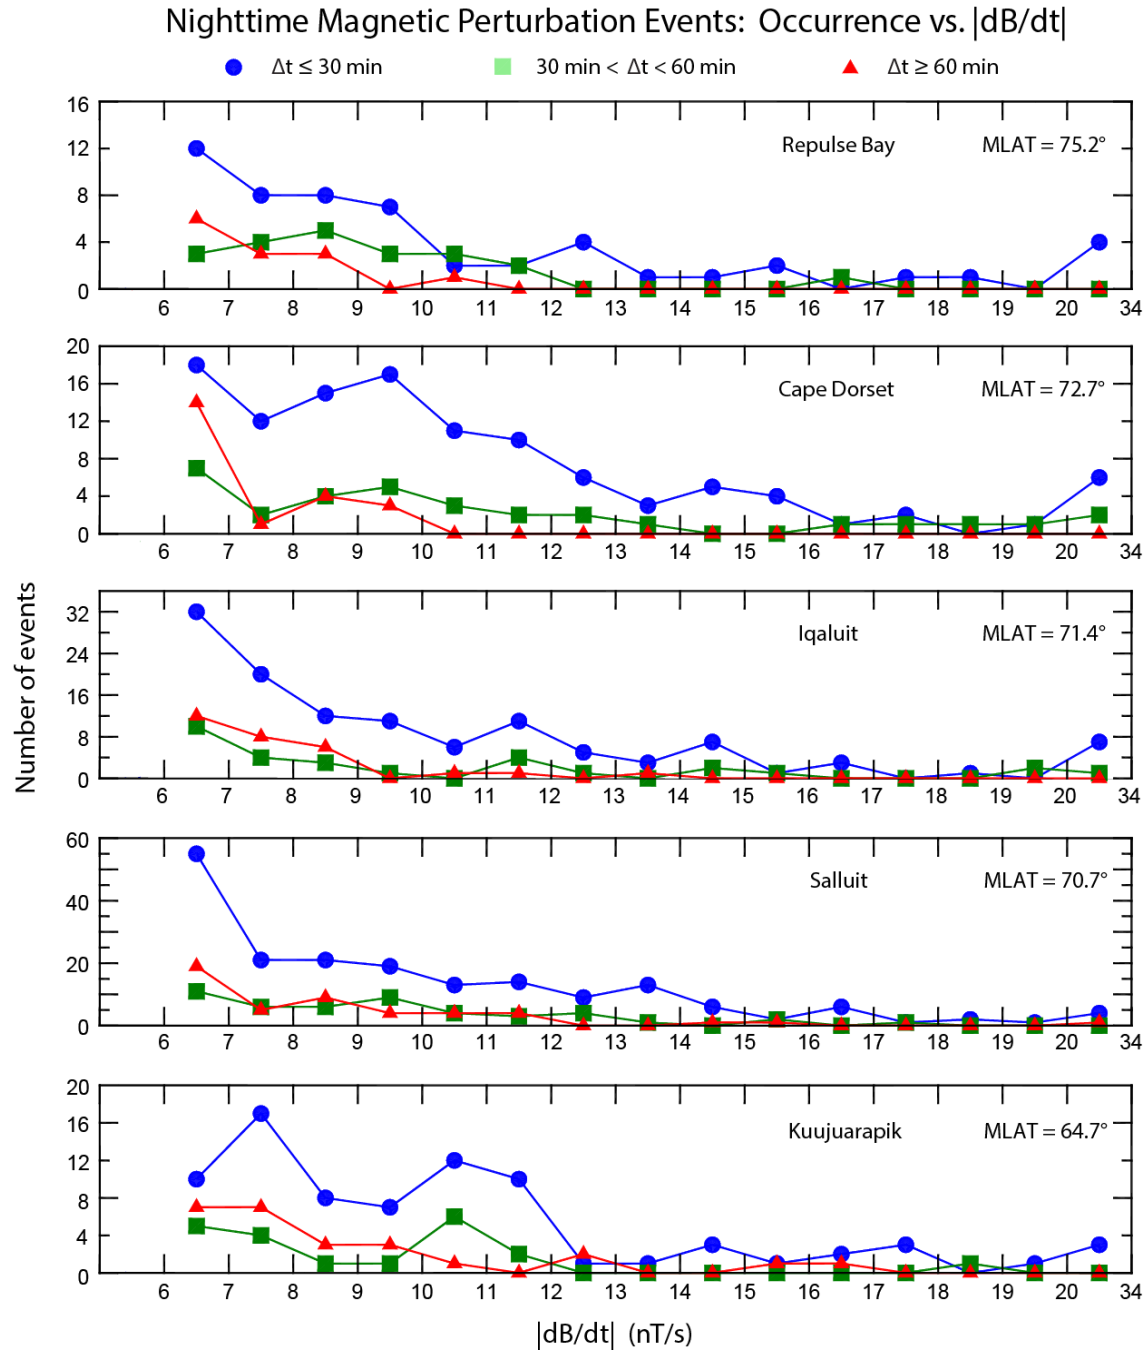 Nighttime Magnetic Perturbation Events: Occurrence vs. |dB/dt|
Δt ≤ 30 min 30 min < Δt < 60 min Δt ≥ 60 min
16
12
8
4
0
Repulse Bay MLAT = 75.2°
6 7 8 9 10 11 12 13 14 15 16 17 18 19 20 34
20
16
12
8
4
0
Cape Dorset MLAT = 72.7°
6 7 8 9 10 11 12 13 14 15 16 17 18 19 20 34
Number of events
32
24
16
8
0
Iqaluit MLAT = 71.4°
6 7 8 9 10 11 12 13 14 15 16 17 18 19 20 34
60
40
20
0
Salluit MLAT = 70.7°
6 7 8 9 10 11 12 13 14 15 16 17 18 19 20 34
20
16
12
8
4
0
Kuujuarapik MLAT = 64.7°
6 7 8 9 10 11 12 13 14 15 16 17 18 19 20 34
|dB/dt| (nT/s)